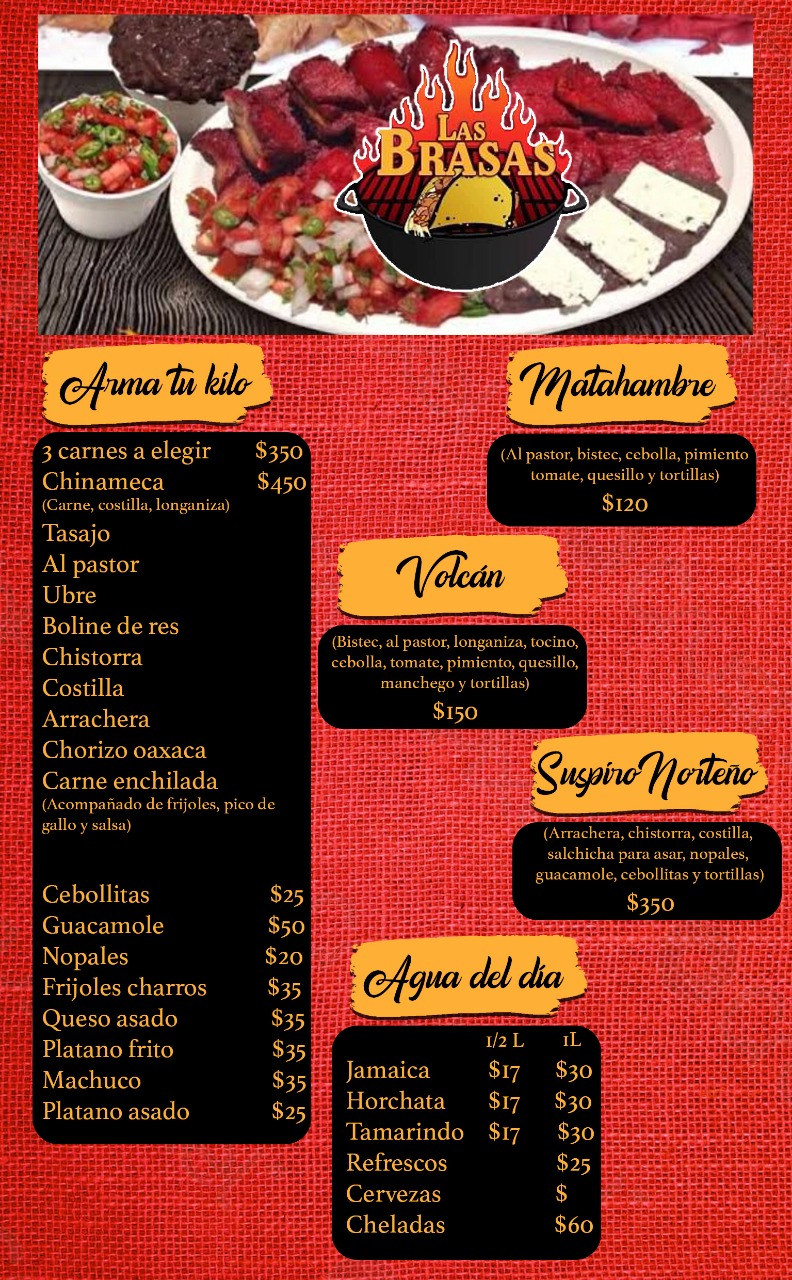 LAS
BRASAS
Arma tu kilo
3 carnes a elegir $350
Chinameca $450
(Carne, costilla, longaniza)
Tasajo
Al pastor
Ubre
Boline de res
Chistorra
Costilla
Arrachera
Chorizo oaxaca
Carne enchilada
(Acompañado de frijoles, pico de
gallo y salsa)
Cebollitas $25
Guacamole $50
Nopales $20
Frijoles charros $35
Queso asado $35
Platano frito $35
Machuco $35
Platano asado $25
Matahambre
(Al pastor, bistec, cebolla, pimiento
tomate, quesillo y tortillas)
$120
Volcán
(Bistec, al pastor, longaniza, tocino,
cebolla, tomate, pimiento, quesillo,
manchego y tortillas)
$150
Suspiro Norteño
(Arrachera, chistorra, costilla,
salchicha para asar, nopales,
guacamole, cebollitas y tortillas)
$350
Agua del día
1/2 L 1L
Jamaica $17 $30
Horchata $17 $30
Tamarindo $17 $30
Refrescos $25
Cervezas $
Cheladas $60